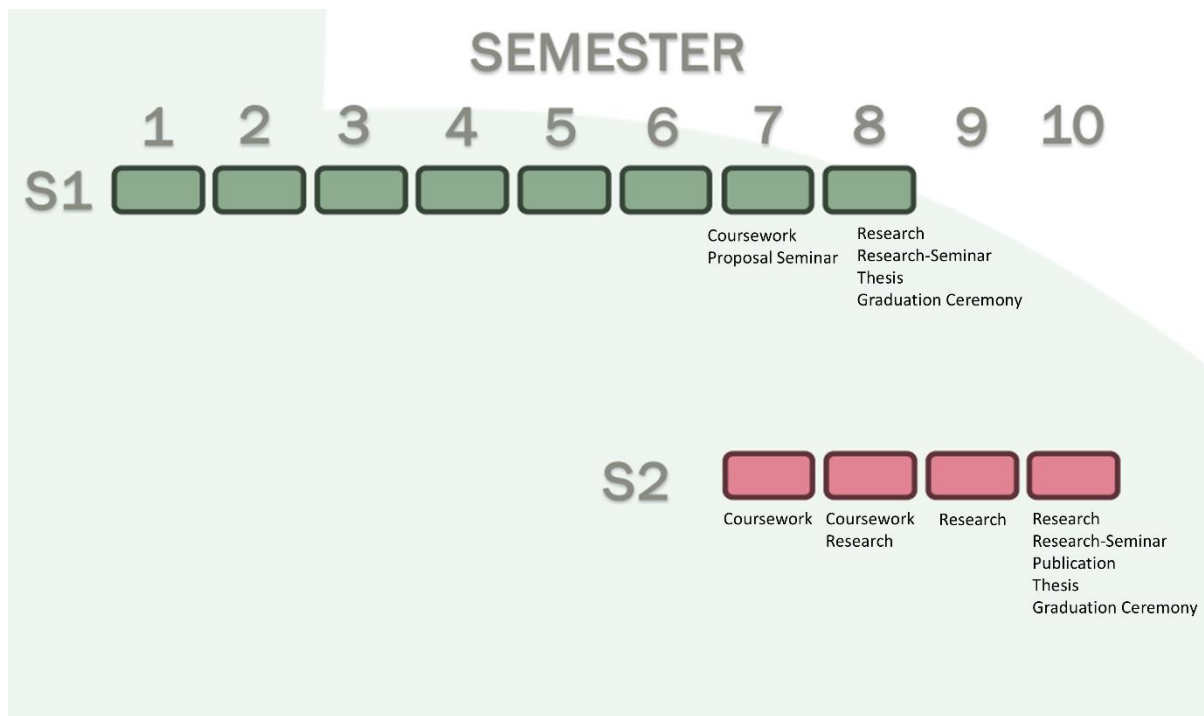 SEMESTER
1 2 3 4 5 6 7 8 9 10
S1
Coursework
Proposal Seminar
Research
Research-Seminar
Thesis
Graduation Ceremony
S2
Coursework
Coursework
Research
Research
Research
Research-Seminar
Publication
Thesis
Graduation Ceremony